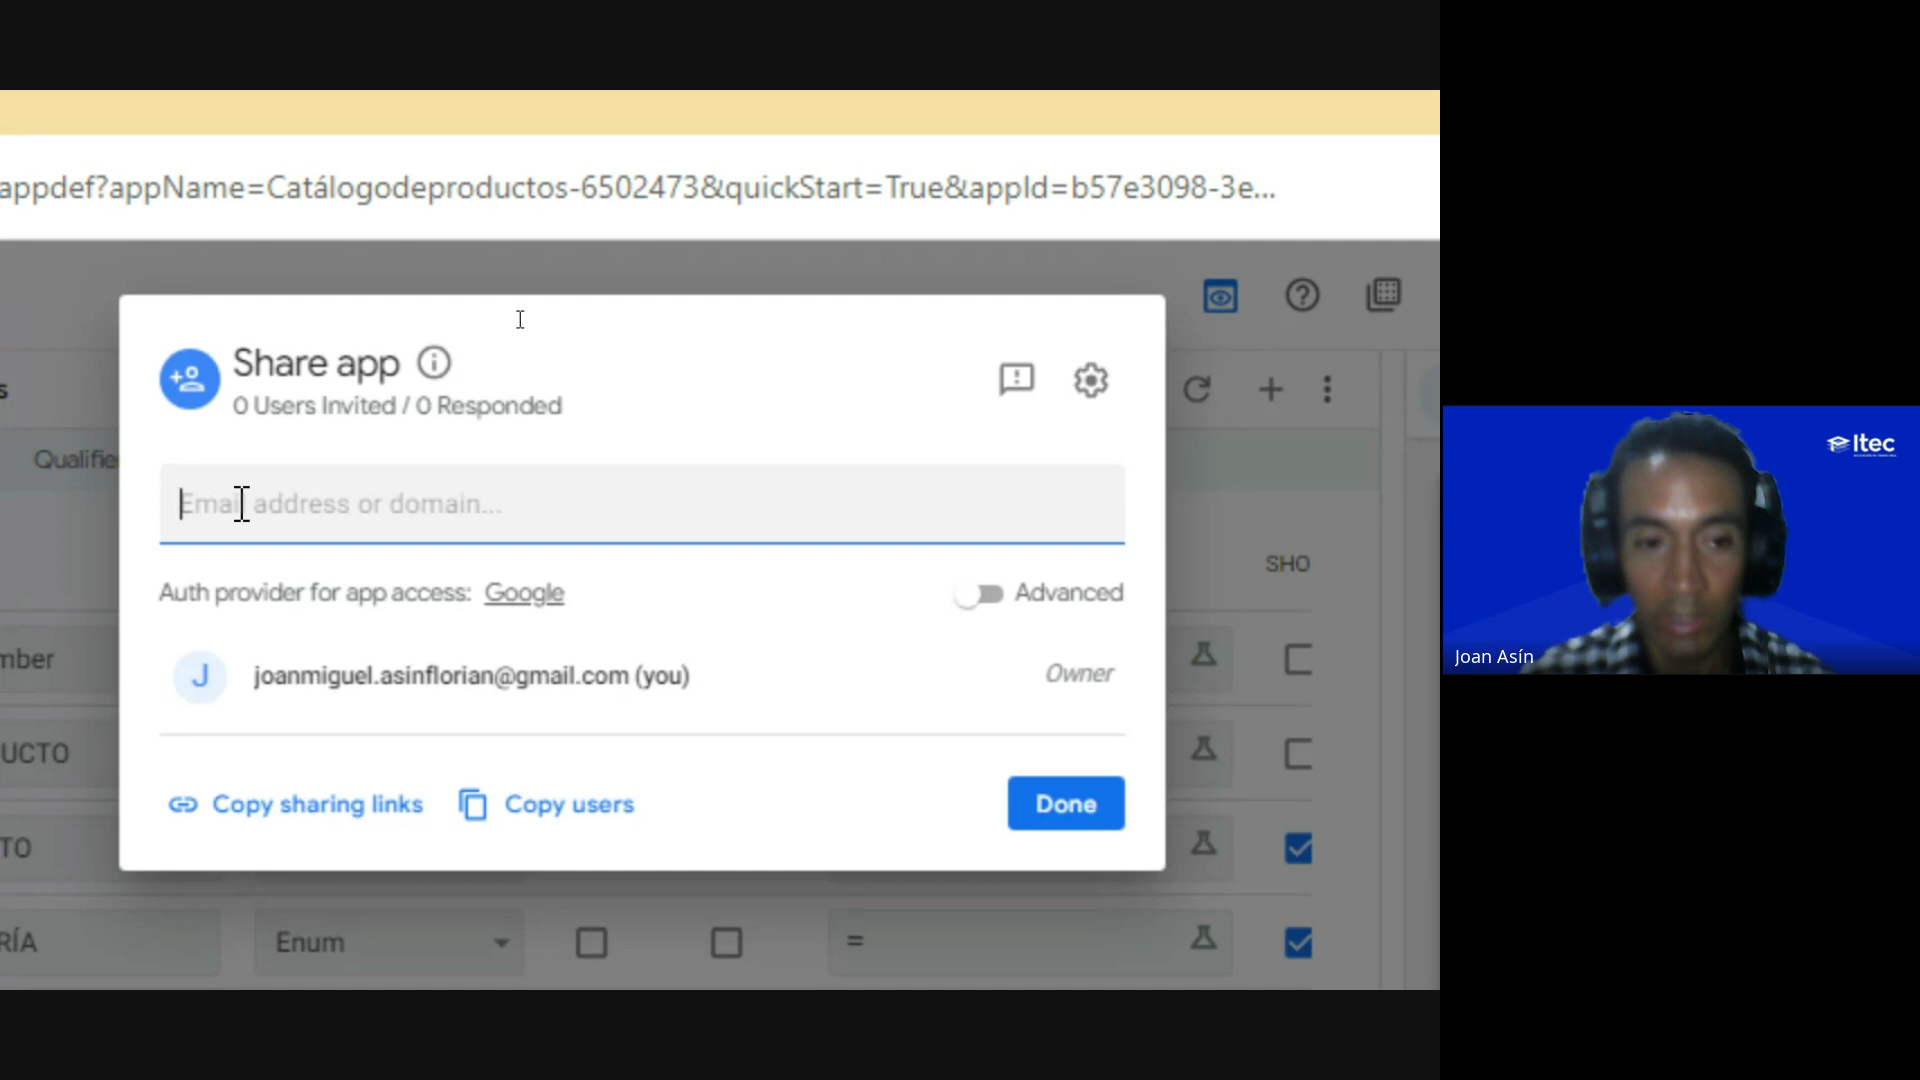 appdef?appName=Catálogodeproductos-6502473&quickStart=True&appId=b57e3098-3e...
s
Share app
0 Users Invited / 0 Responded
Qualifie
Email address or domain...
SHO
Auth provider for app access: Google
Advanced
mber
J
joanmiguel.asinflorian@gmail.com (you)
Owner
UCTO
Copy sharing links
Copy users
Done
TO
RÍA
Enum
=
Itec
Joan Asín